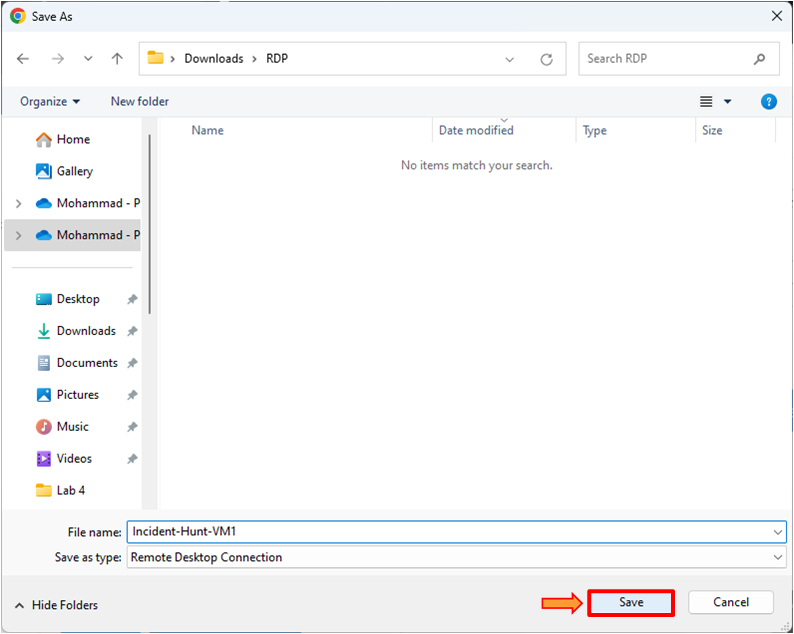 Save As
Downloads > RDP
Search RDP
Organize
New folder
?
Name
Date modified
Type
Size
No items match your search.
Home
Gallery
Mohammad - P
Mohammad - P
Desktop
Downloads
Documents
Pictures
Music
Videos
Lab 4
File name: Incident-Hunt-VM1
Save as type: Remote Desktop Connection
Hide Folders
Save
Cancel